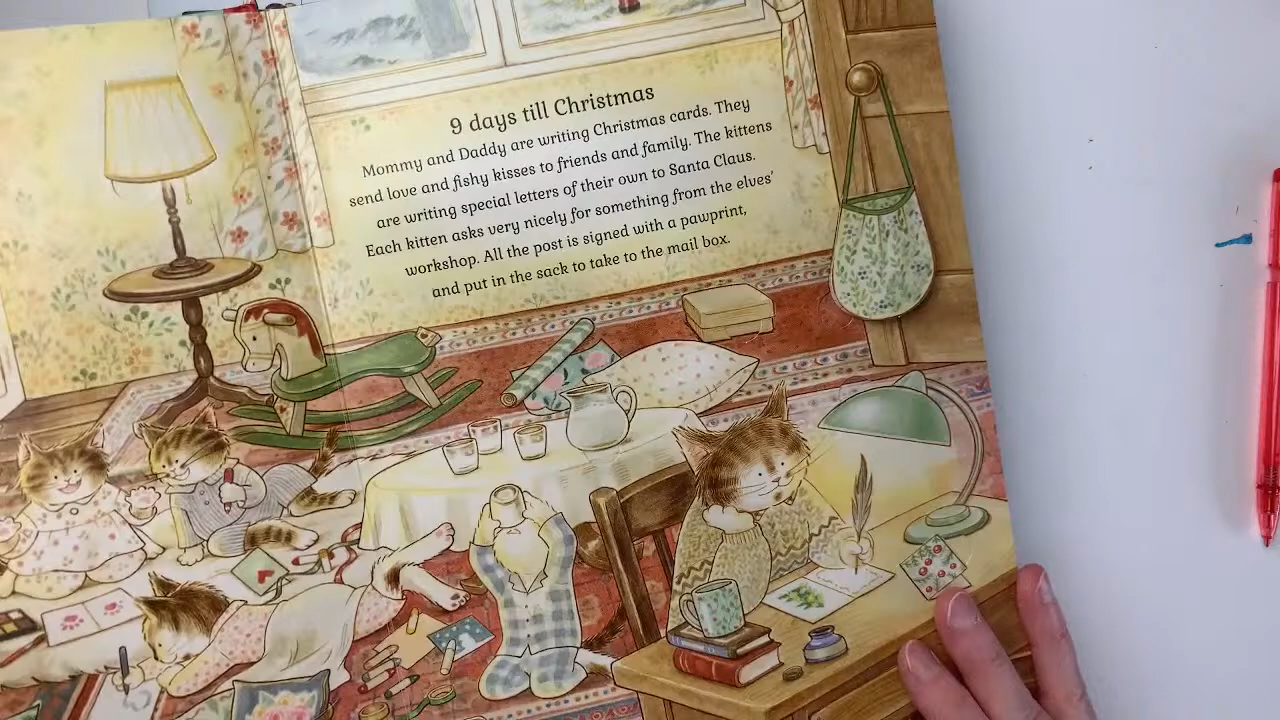 9 days till Christmas
Mommy and Daddy are writing Christmas cards. They
send love and fishy kisses to friends and family. The kittens
are writing special letters of their own to Santa Claus.
Each kitten asks very nicely for something from the elves'
workshop. All the post is signed with a pawprint,
and put in the sack to take to the mail box.